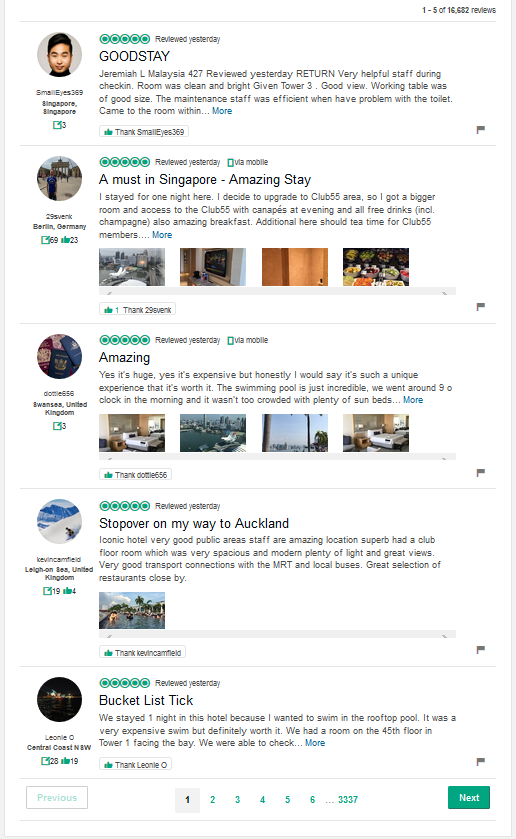 1 - 5 of 16,682 reviews
Reviewed yesterday
GOODSTAY
SmallEyes369
Singapore,
Singapore
3
Jeremiah L Malaysia 427 Reviewed yesterday RETURN Very helpful staff during
checkin. Room was clean and bright Given Tower 3 . Good view. Working table was
of good size. The maintenance staff was efficient when have problem with the toilet.
Came to the room within... More
Thank SmallEyes369
Reviewed yesterday via mobile
A must in Singapore - Amazing Stay
29svenk
Berlin, Germany
69 23
I stayed for one night here. I decide to upgrade to Club55 area, so I got a bigger
room and access to the Club55 with canapés at evening and all free drinks (incl.
champagne) also amazing breakfast. Additional here should tea time for Club55
members.... More
1 Thank 29svenk
Reviewed yesterday via mobile
Amazing
dottie656
Swansea, United
Kingdom
3
Yes it's huge, yes it's expensive but honestly I would say it's such a unique
experience that it's worth it. The swimming pool is just incredible, we went around 9 o
clock in the morning and it wasn't too crowded with plenty of sun beds... More
Thank dottie656
Reviewed yesterday
Stopover on my way to Auckland
kevincamfield
Leigh-on Sea, United
Kingdom
19 4
Iconic hotel very good public areas staff are amazing location superb had a club
floor room which was very spacious and modern plenty of light and great views.
Very good transport connections with the MRT and local buses. Great selection of
restaurants close by.
Thank kevincamfield
Reviewed yesterday
Bucket List Tick
Leonie O
Central Coast NSW
28 19
We stayed 1 night in this hotel because I wanted to swim in the rooftop pool. It was a
very expensive swim but definitely worth it. We had a room on the 45th floor in
Tower 1 facing the bay. We were able to check... More
Thank Leonie O
Previous 1 2 3 4 5 6 ... 3337 Next